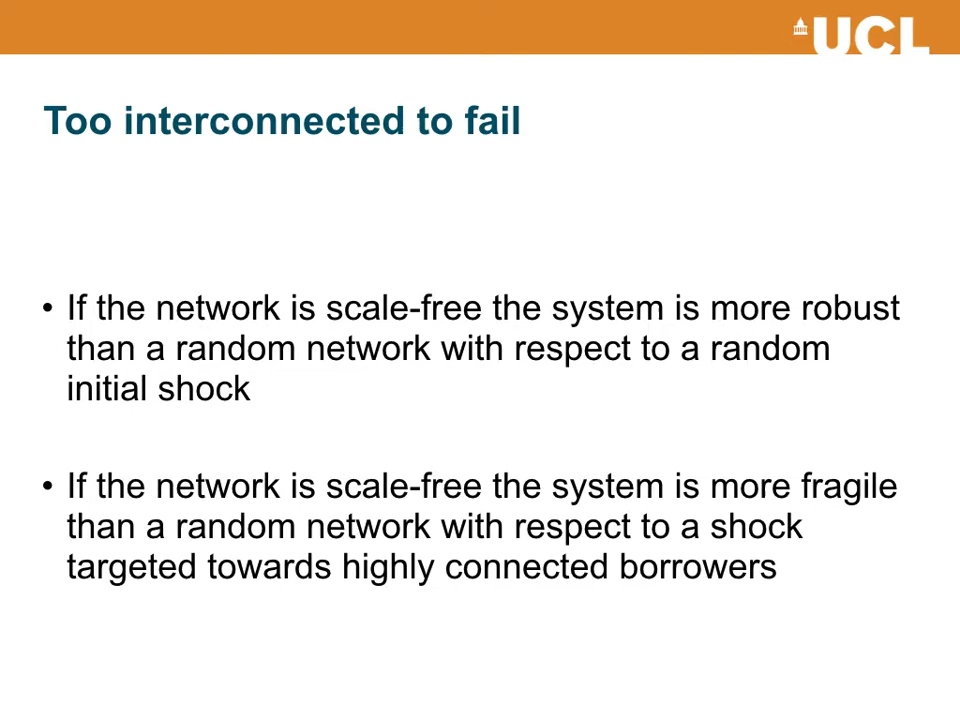 UCL
Too interconnected to fail
• If the network is scale-free the system is more robust
than a random network with respect to a random
initial shock
• If the network is scale-free the system is more fragile
than a random network with respect to a shock
targeted towards highly connected borrowers